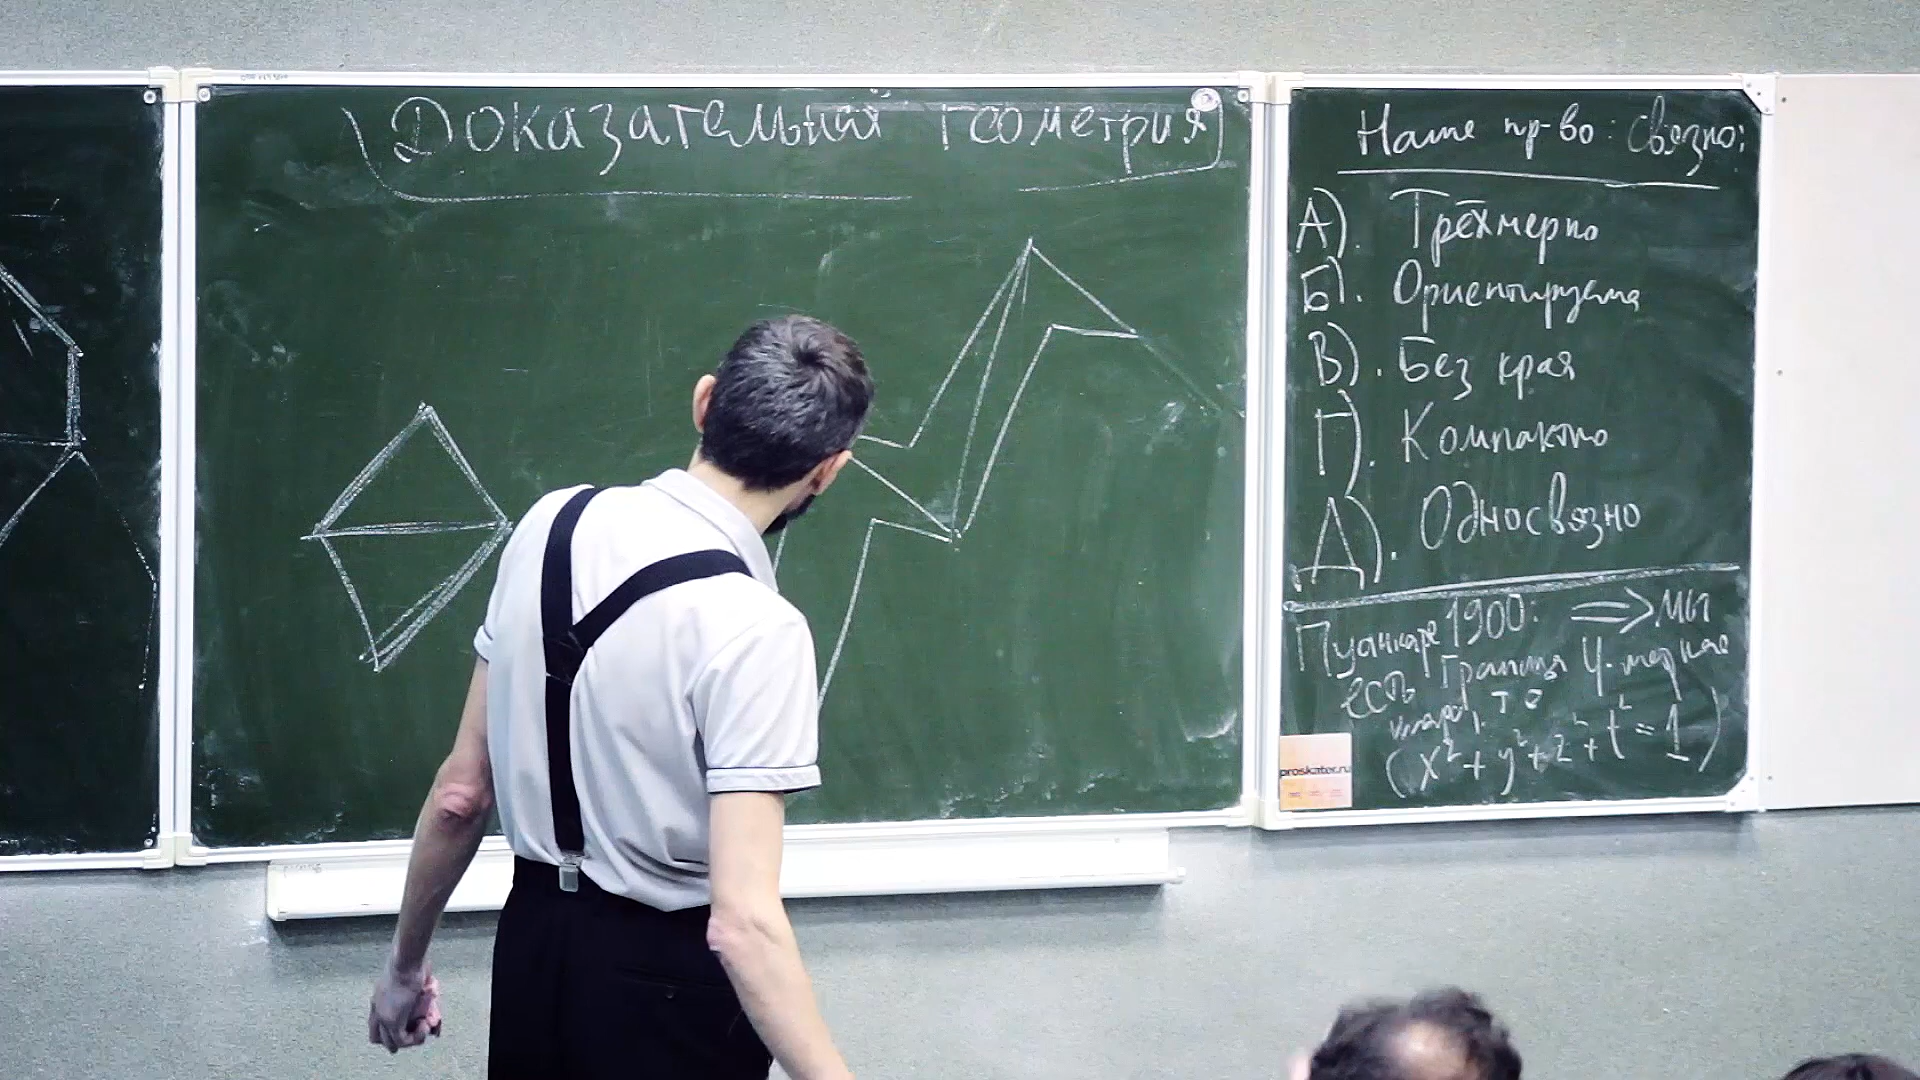 Доказательная геометрия
Наше пр-во: связно:
А). Трёхмерно
Б). Ориентируемо
В). Без края
Г). Компактно
Д). Односвязно
Пуанкаре 1900: => мы
есть граница 4-мерные
шара), т е
(x²+y²+z²+t²=1)
proskater.ru